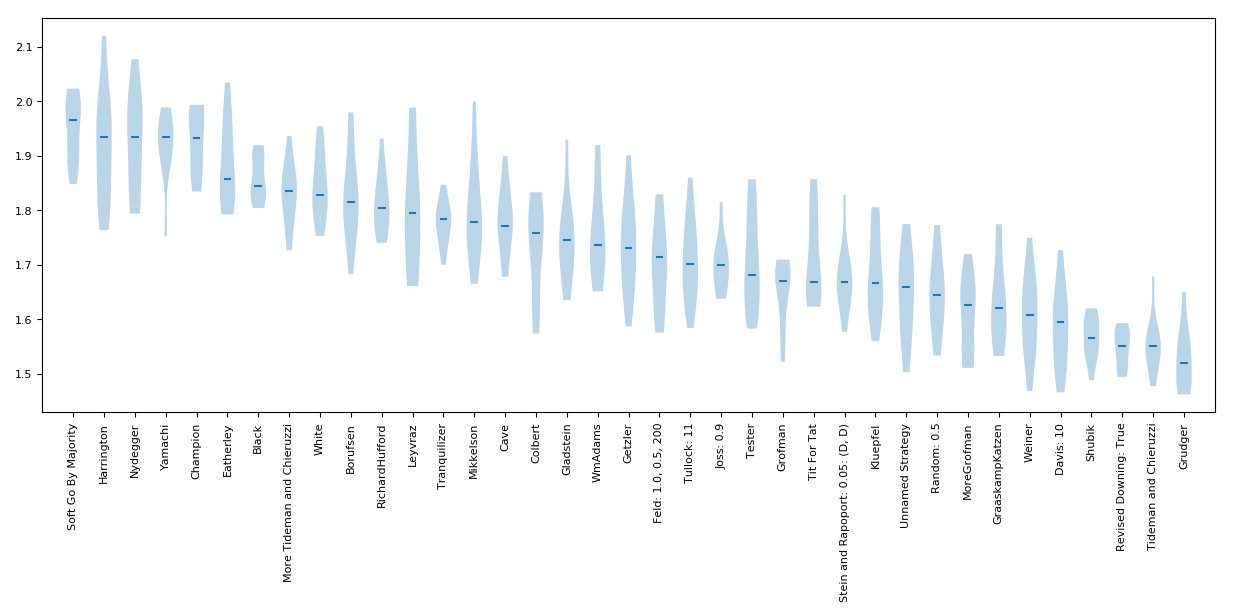 2.1
2.0
1.9
1.8
1.7
1.6
1.5
Soft Go By Majority
Harrington
Nydegger
Yamachi
Champion
Eatherley
Black
More Tideman and Chieruzzi
White
Borufsen
RichardHufford
Leyvraz
Tranquilizer
Mikkelson
Cave
Colbert
Gladstein
WmAdams
Getzler
Feld: 1.0, 0.5, 200
Tullock: 11
Joss: 0.9
Tester
Grofman
Tit For Tat
Stein and Rapoport: 0.05: (D, D)
Kluepfel
Unnamed Strategy
Random: 0.5
MoreGrofman
GraaskampKatzen
Weiner
Davis: 10
Shubik
Revised Downing: True
Tideman and Chieruzzi
Grudger